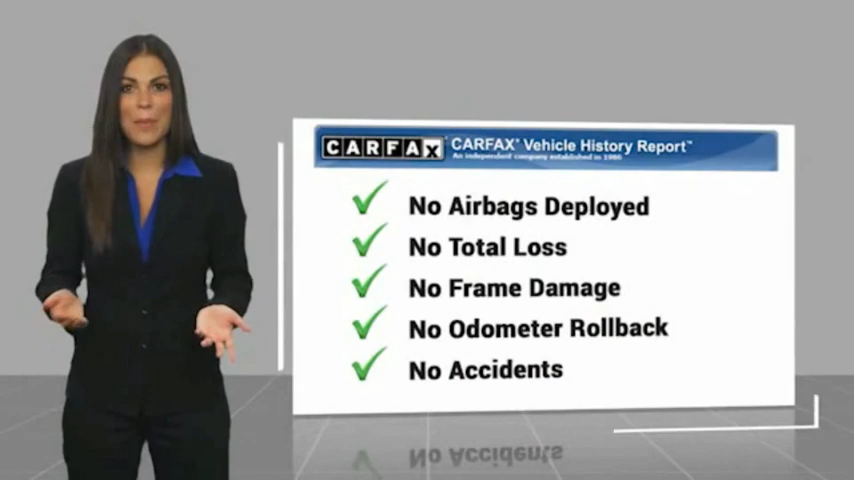 CARFAX
CARFAX® Vehicle History Report™
An independent company established in 1986
No Airbags Deployed
No Total Loss
No Frame Damage
No Odometer Rollback
No Accidents
No Accidents